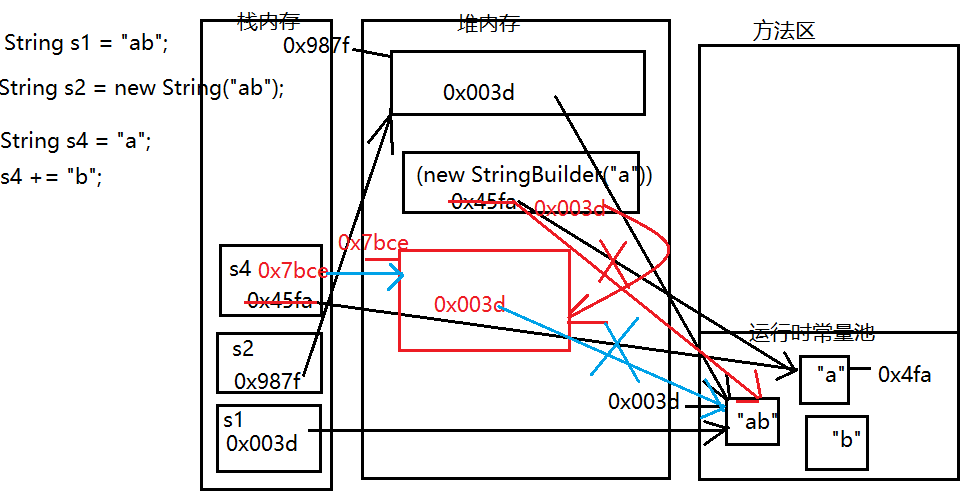 栈内存
堆内存
方法区
String s1 = "ab";
0x987f
String s2 = new String("ab");
0x003d
String s4 = "a";
s4 += "b";
(new StringBuilder("a"))
0x45fa
0x003d
0x7bce
s4
0x7bce
0x45fa
0x003d
运行时常量池
s2
0x987f
"a"
0x4fa
0x003d
s1
0x003d
"ab"
"b"